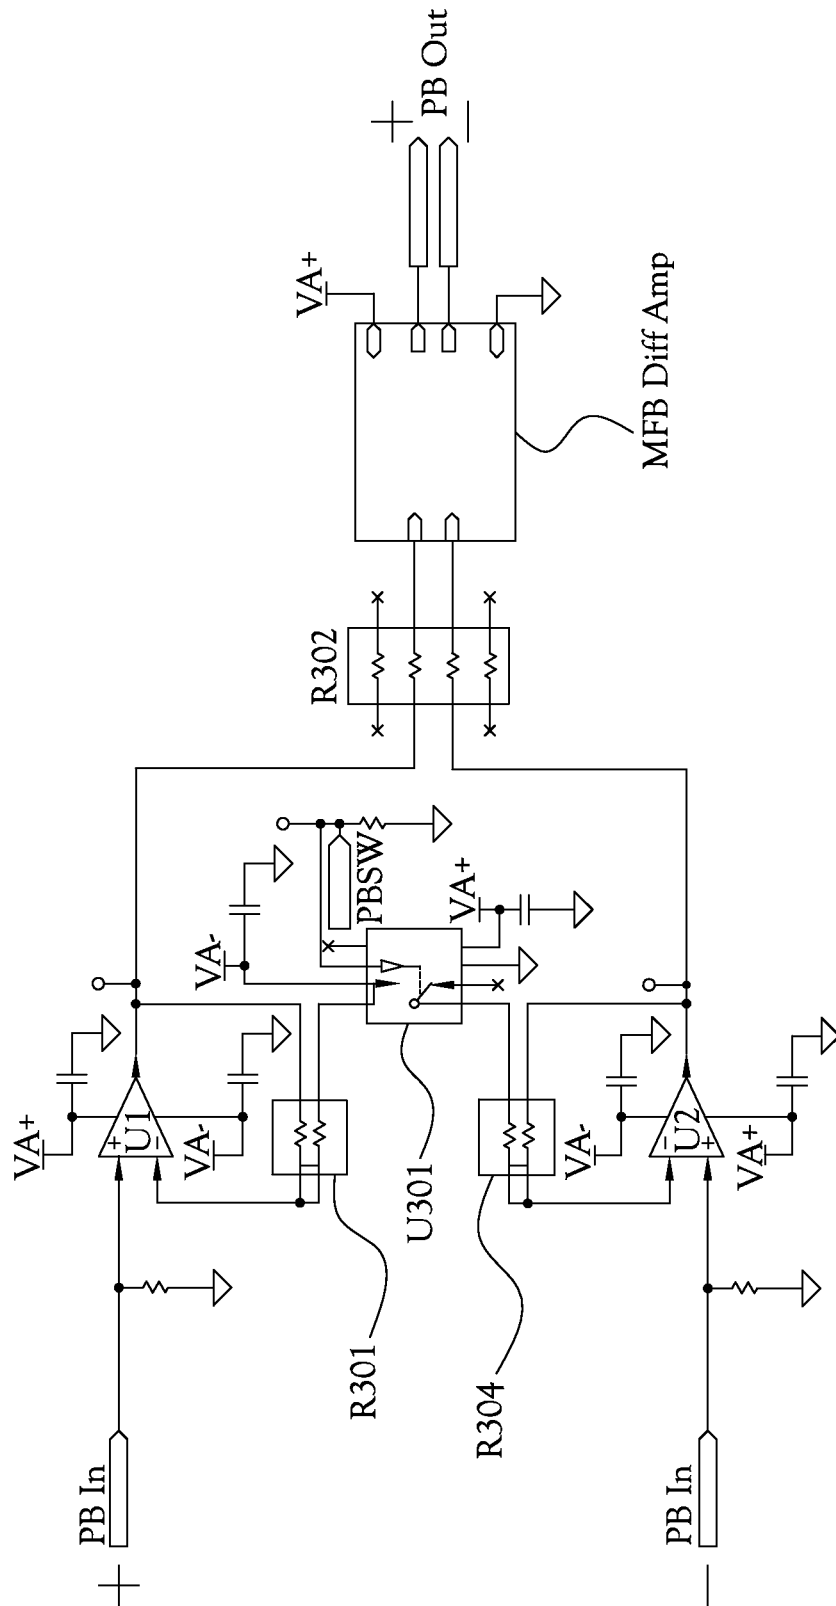 VA+
PB In
+
+
U1
-
VA-
VA-
VA+
R302
R301
PBSW
+
U301
PB Out
VA+
−
R304
VA-
MFB Diff Amp
-
PB In
U2
−
+
VA+